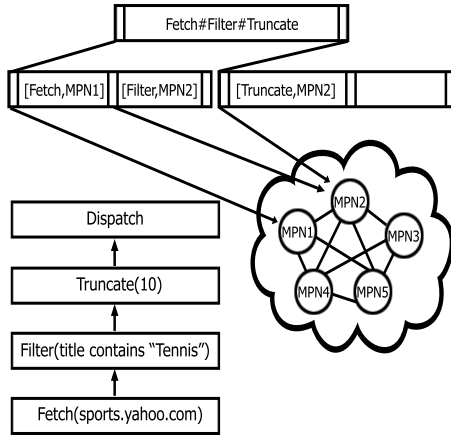 Fetch#Filter#Truncate
[Fetch,MPN1] [Filter,MPN2] [Truncate,MPN2]
MPN2
MPN1
MPN3
MPN4
MPN5
Dispatch
Truncate(10)
Filter(title contains “Tennis”)
Fetch(sports.yahoo.com)